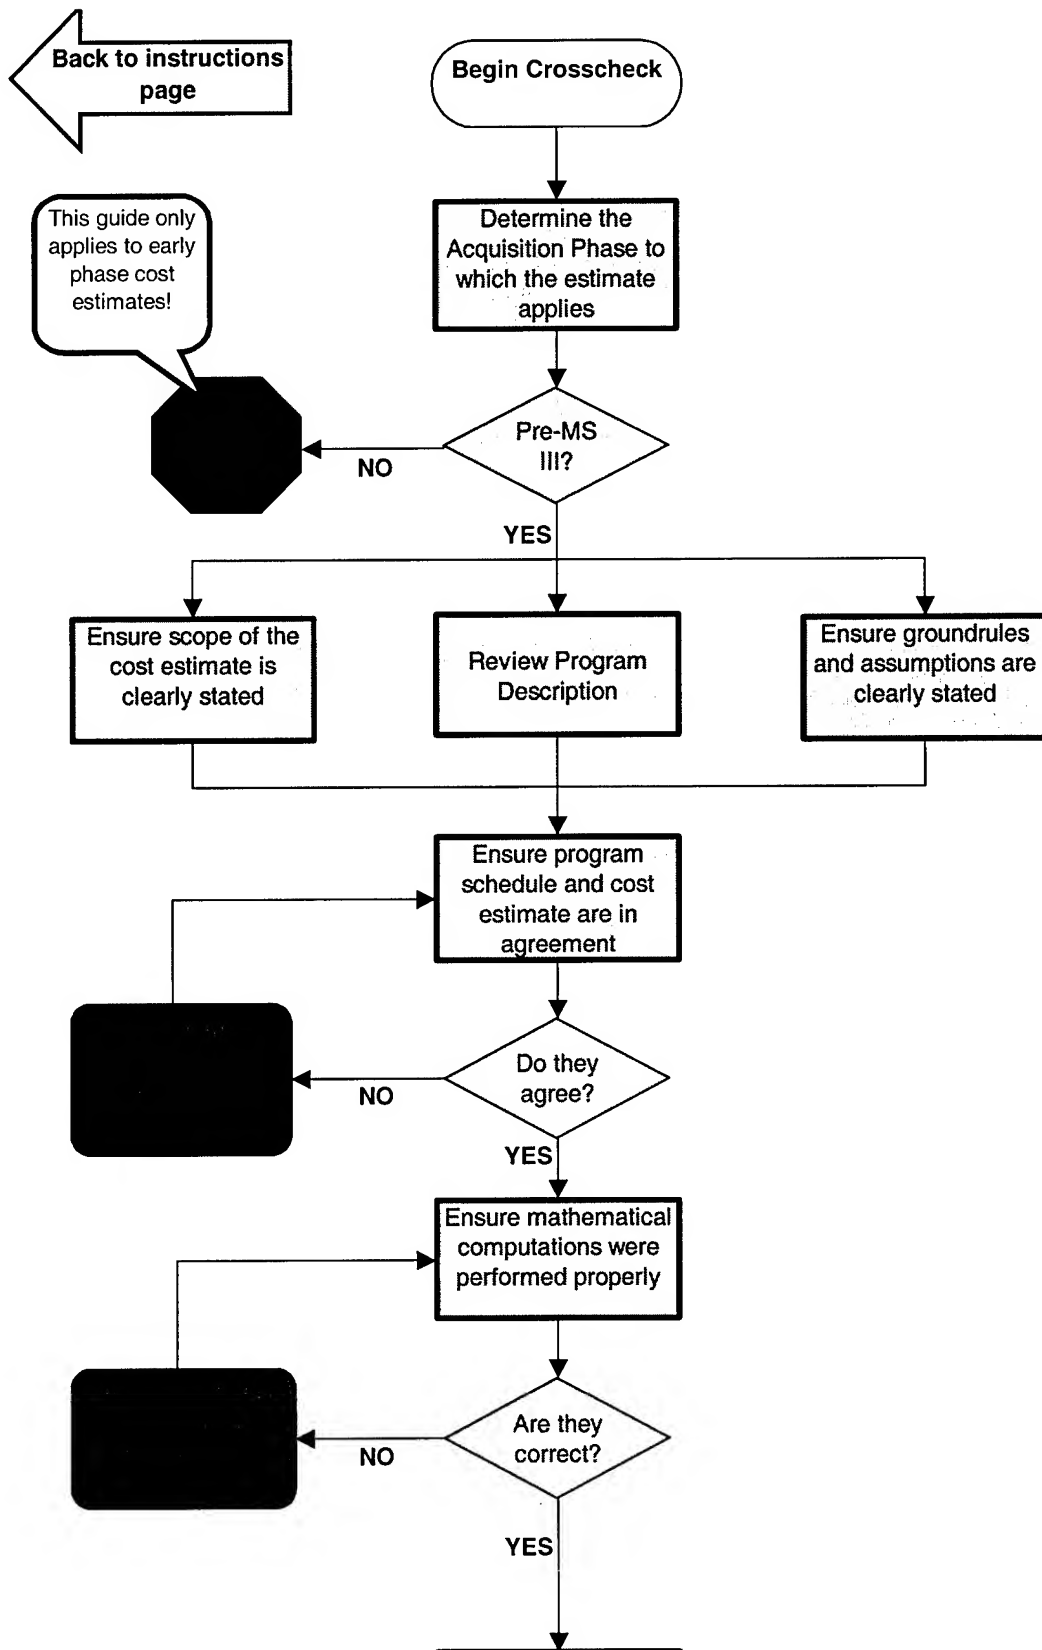 Back to instructions
page
Begin Crosscheck
This guide only
applies to early
phase cost
estimates!
Determine the
Acquisition Phase to
which the estimate
applies
Pre-MS
III?
NO
YES
Ensure scope of the
cost estimate is
clearly stated
Review Program
Description
Ensure groundrules
and assumptions are
clearly stated
Ensure program
schedule and cost
estimate are in
agreement
Do they
agree?
NO
YES
Ensure mathematical
computations were
performed properly
Are they
correct?
NO
YES